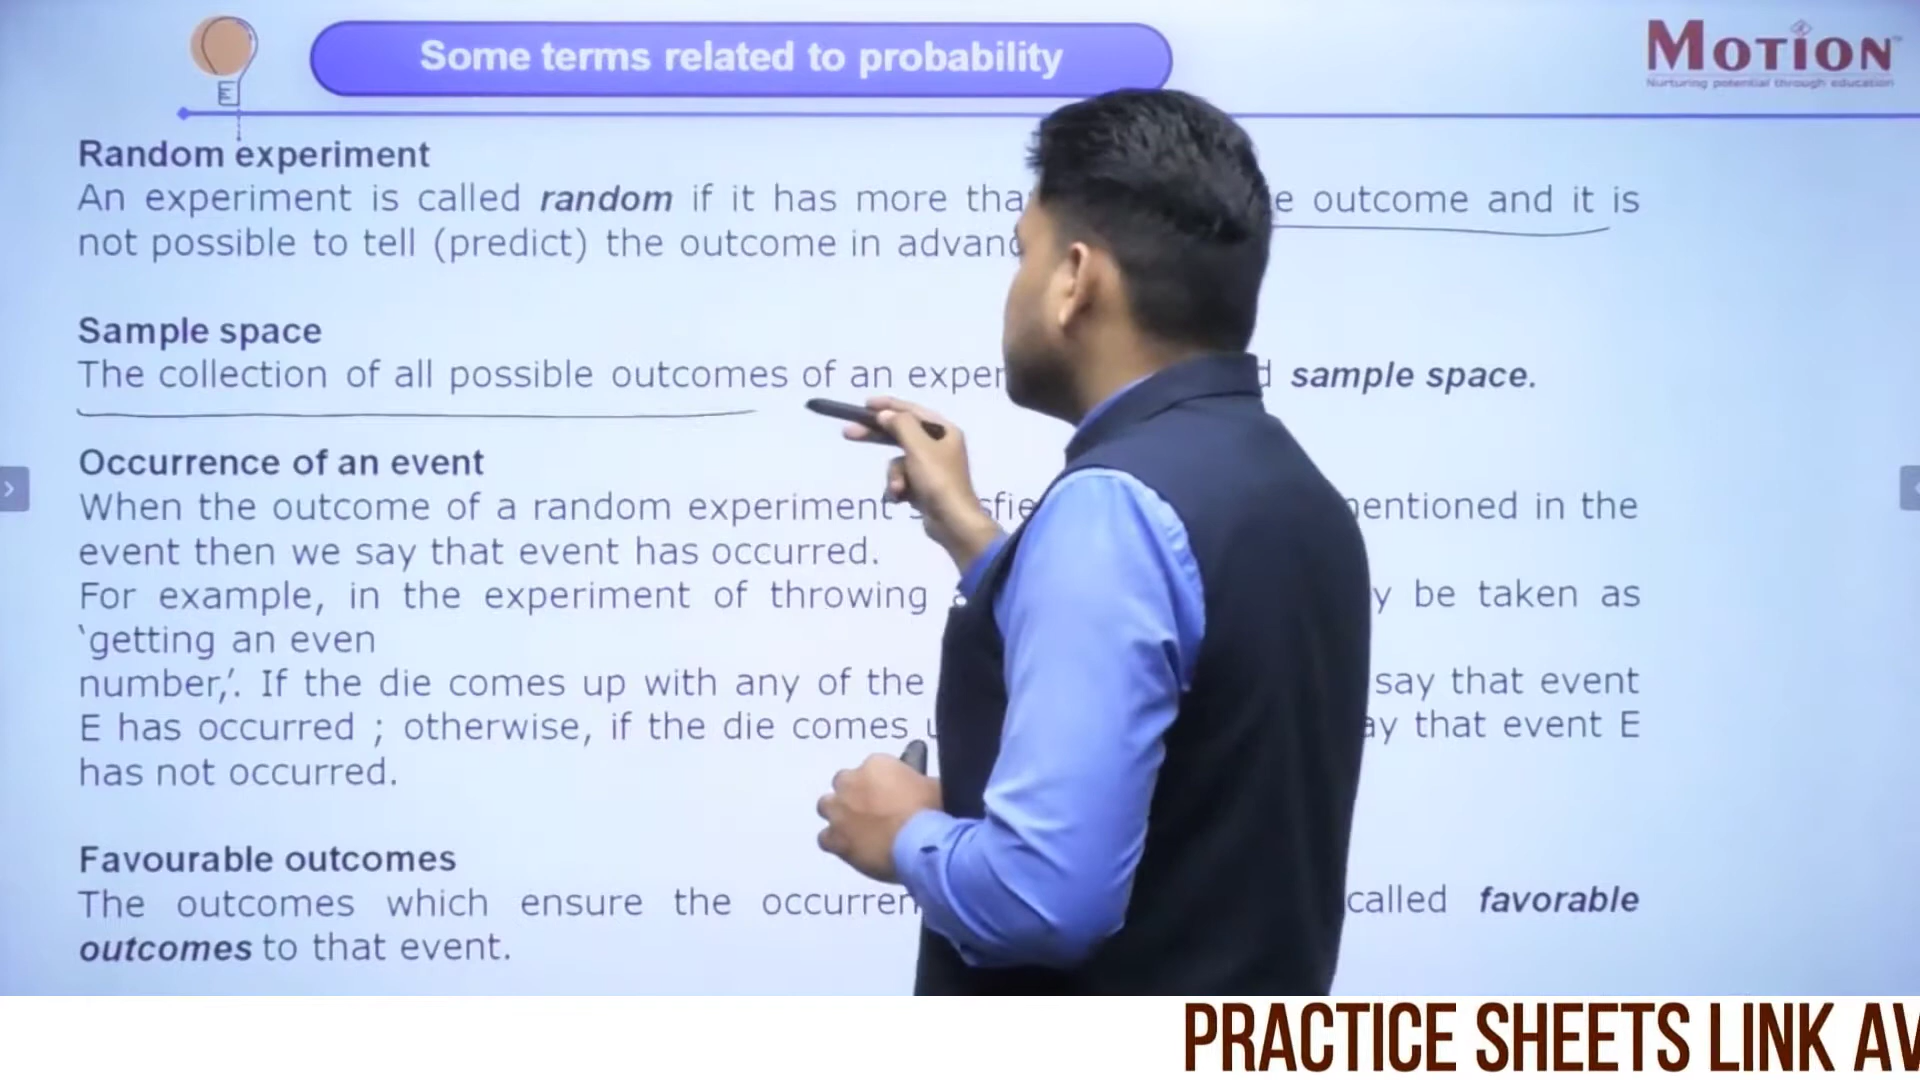 Some terms related to probability
MOTION
Nurturing potential through education
Random experiment
An experiment is called random if it has more outcome and it is
not possible to tell (predict) the outcome in
Sample space
The collection of all possible outcomes of an sample space.
Occurrence of an event
When the outcome of a random experiment in the
event then we say that event has occurred.
For example, in the experiment of throwing be taken as
‘getting an even
number,’. If the die comes up with any of the say that event
E has occurred ; otherwise, if the die comes that event E
has not occurred.
Favourable outcomes
The outcomes which ensure the called favorable
outcomes to that event.
PRACTICE SHEETS LINK